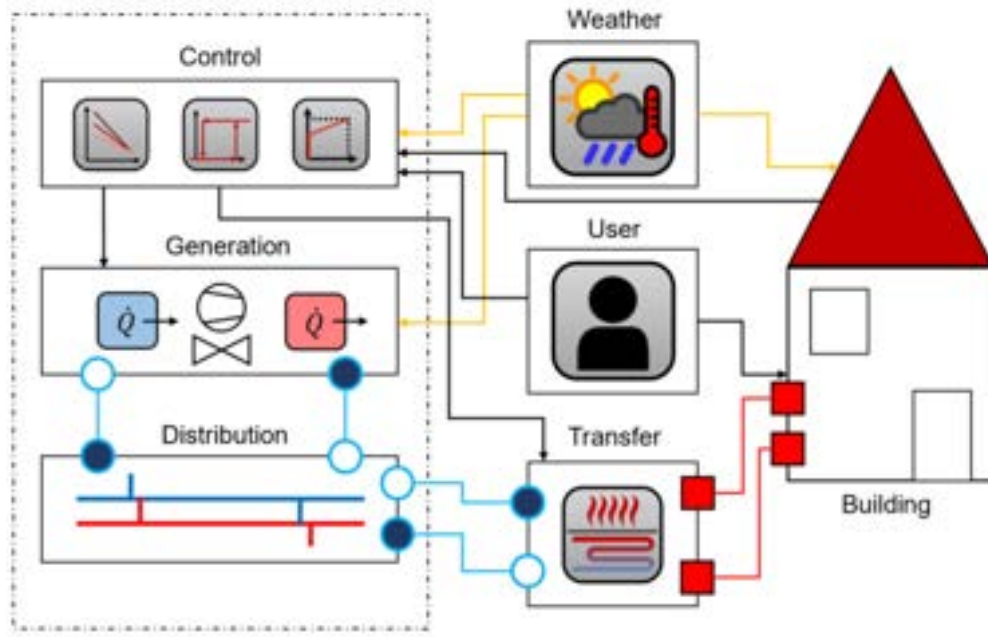 Weather
Control
User
Generation
Q̇
Q̇
Distribution
Transfer
Building